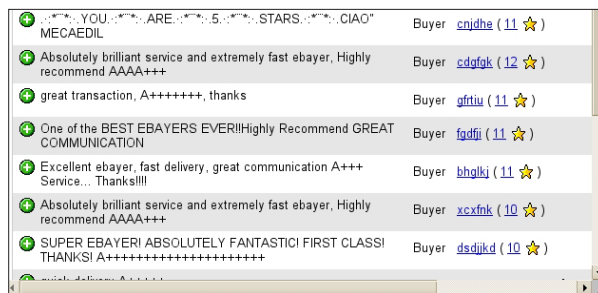 .·:*¨¨*:·.YOU.·:*¨¨*:·.ARE.·:*¨¨*:·.5.·:*¨¨*:·.STARS.·:*¨¨*:·.CIAO" Buyer cnjdhe ( 11 )
MECAEDIL
Absolutely brilliant service and extremely fast ebayer, Highly Buyer cdgfgk ( 12 )
recommend AAAA+++
great transaction, A+++++++, thanks Buyer gfrtiu ( 11 )
One of the BEST EBAYERS EVER!!Highly Recommend GREAT Buyer fgdfji ( 11 )
COMMUNICATION
Excellent ebayer, fast delivery, great communication A+++ Buyer bhglkj ( 11 )
Service... Thanks!!!!
Absolutely brilliant service and extremely fast ebayer, Highly Buyer xcxfnk ( 10 )
recommend AAAA+++
SUPER EBAYER! ABSOLUTELY FANTASTIC! FIRST CLASS! Buyer dsdjjkd ( 10 )
THANKS! A++++++++++++++++++++++
quick delivery A++++++